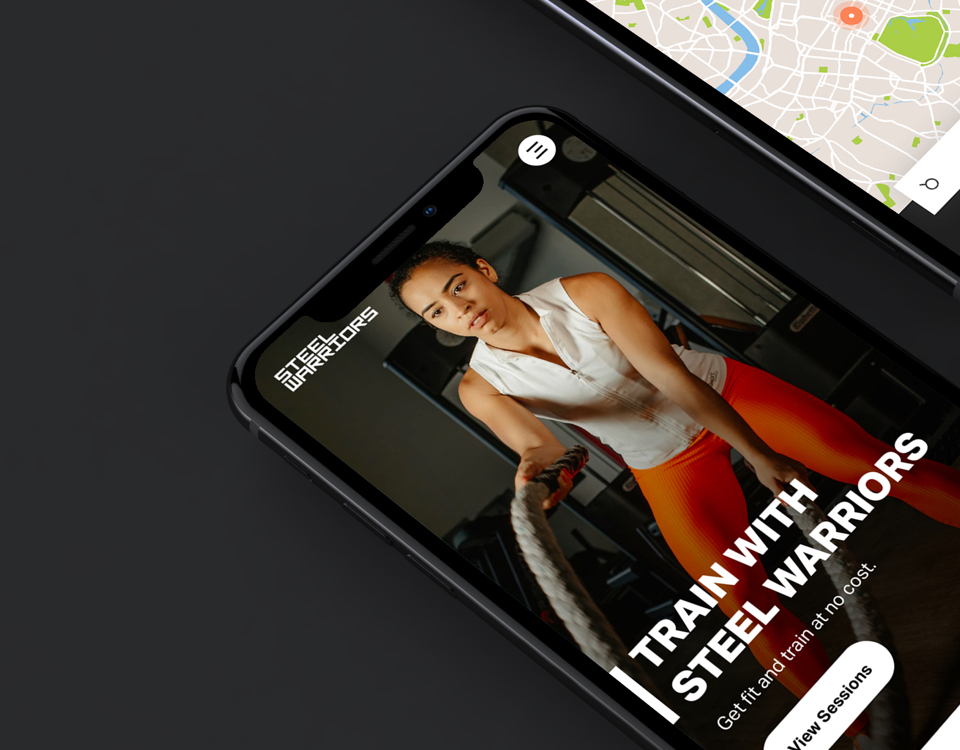 STEEL
WARRIORS
TRAIN WITH
STEEL WARRIORS
Get fit and train at no cost.
View Sessions